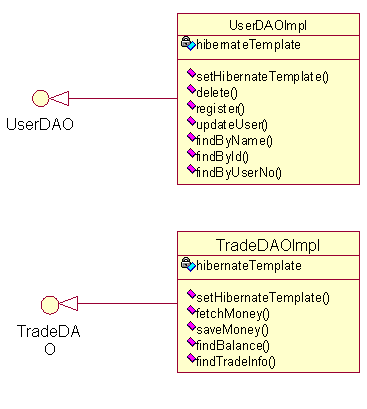 UserDAOImpl
hibernateTemplate
setHibernateTemplate()
delete()
register()
updateUser()
findByName()
findById()
findByUserNo()
UserDAO
TradeDAOImpl
hibernateTemplate
setHibernateTemplate()
fetchMoney()
saveMoney()
findBalance()
findTradeInfo()
TradeDA
O